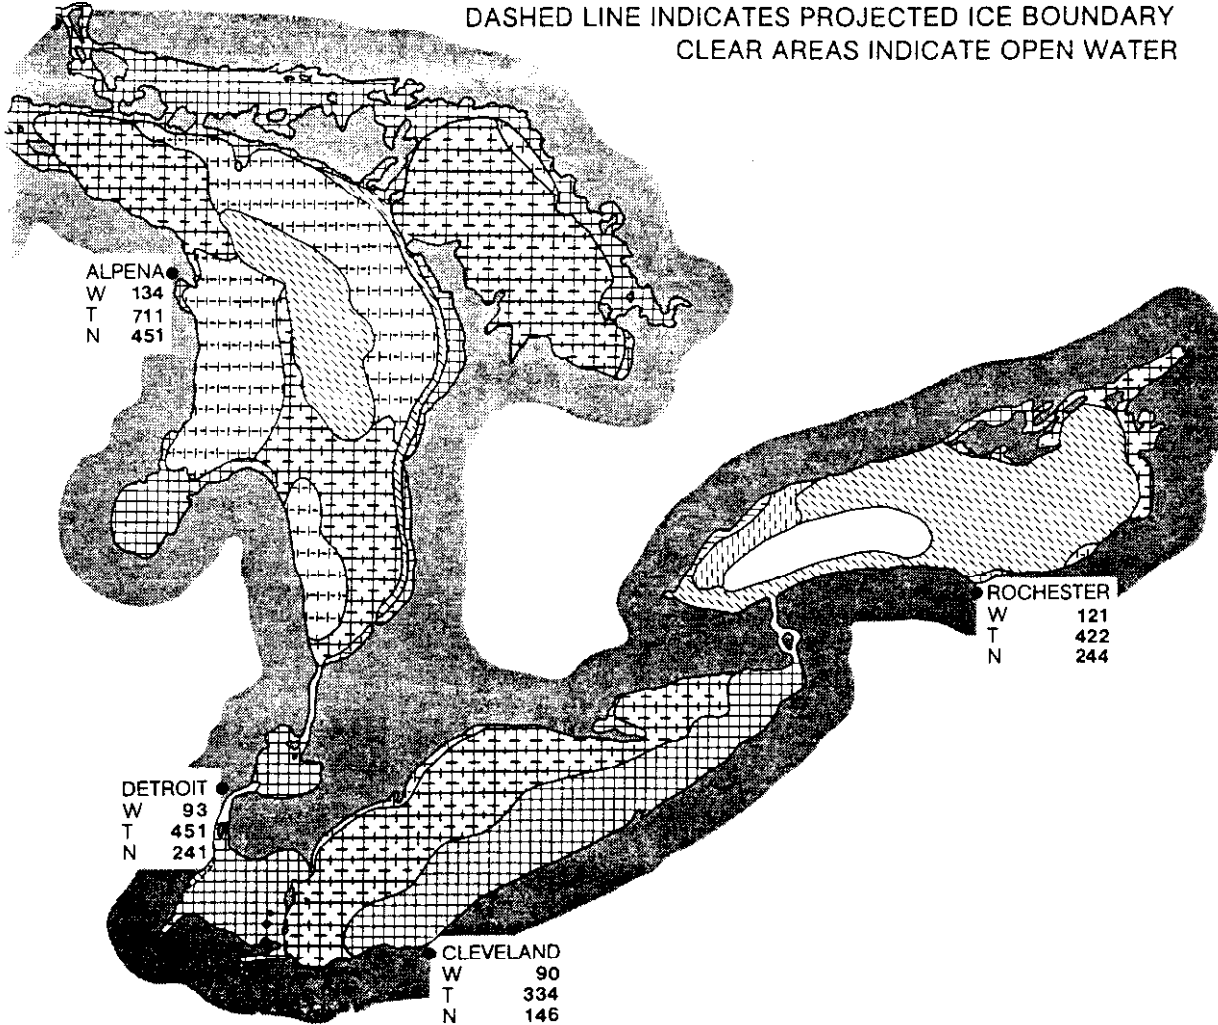 DASHED LINE INDICATES PROJECTED ICE BOUNDARY
CLEAR AREAS INDICATE OPEN WATER
ALPENA
W 134
T 711
N 451
ROCHESTER
W 121
T 422
N 244
DETROIT
W 93
T 451
N 241
CLEVELAND
W 90
T 334
N 146